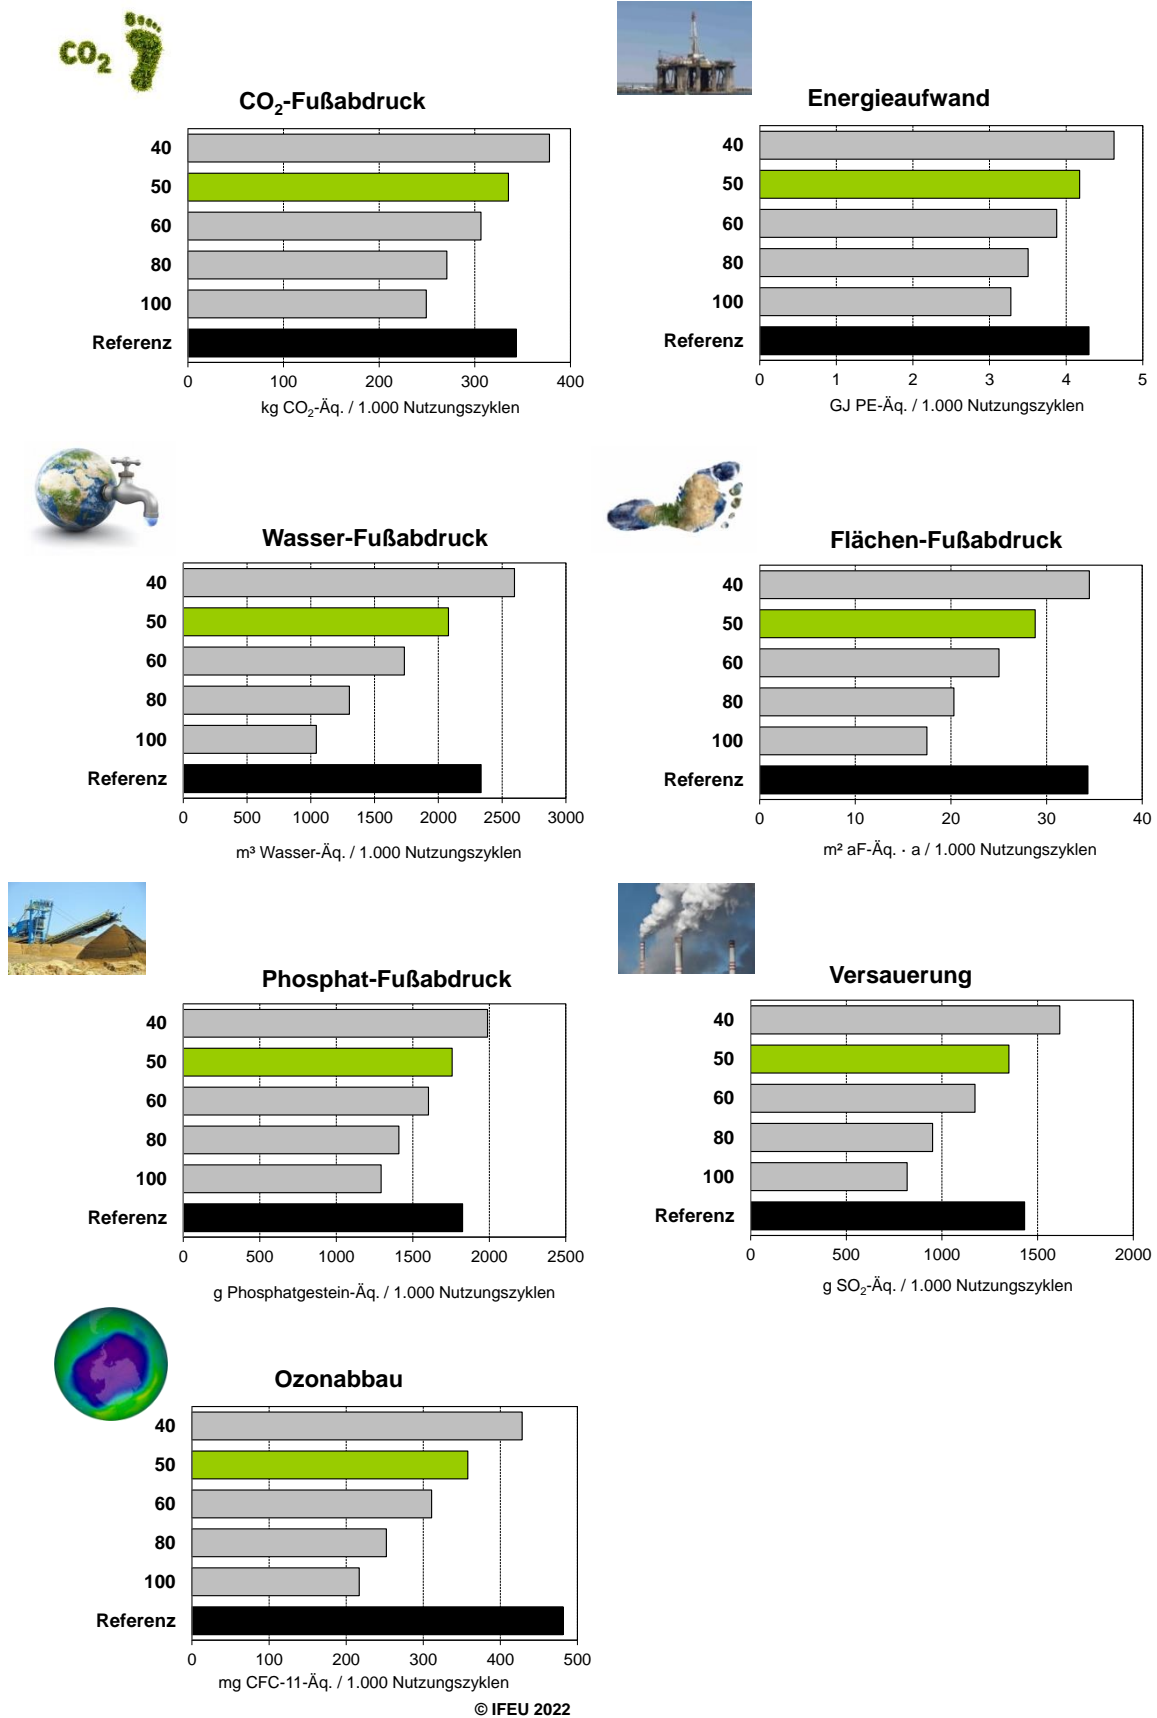 CO2
CO₂-Fußabdruck
40
50
60
80
100
Referenz
0 100 200 300 400
kg CO₂-Äq. / 1.000 Nutzungszyklen
Energieaufwand
40
50
60
80
100
Referenz
0 1 2 3 4 5
GJ PE-Äq. / 1.000 Nutzungszyklen
Wasser-Fußabdruck
40
50
60
80
100
Referenz
0 500 1000 1500 2000 2500 3000
m³ Wasser-Äq. / 1.000 Nutzungszyklen
Flächen-Fußabdruck
40
50
60
80
100
Referenz
0 10 20 30 40
m² aF-Äq. · a / 1.000 Nutzungszyklen
Phosphat-Fußabdruck
40
50
60
80
100
Referenz
0 500 1000 1500 2000 2500
g Phosphatgestein-Äq. / 1.000 Nutzungszyklen
Versauerung
40
50
60
80
100
Referenz
0 500 1000 1500 2000
g SO₂-Äq. / 1.000 Nutzungszyklen
Ozonabbau
40
50
60
80
100
Referenz
0 100 200 300 400 500
mg CFC-11-Äq. / 1.000 Nutzungszyklen
© IFEU 2022